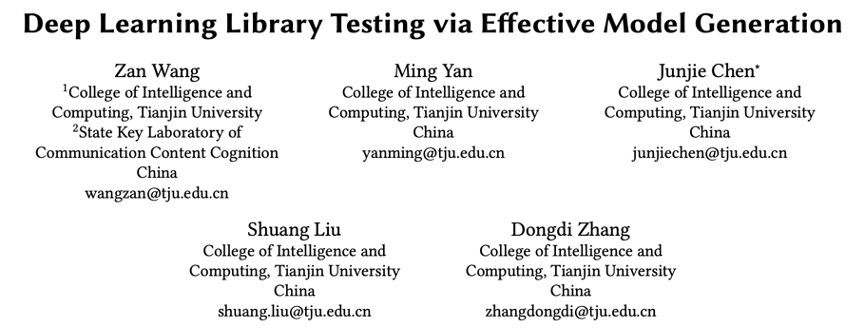 Deep Learning Library Testing via Effective Model Generation
Zan Wang
¹College of Intelligence and
Computing, Tianjin University
²State Key Laboratory of
Communication Content Cognition
China
wangzan@tju.edu.cn
Ming Yan
College of Intelligence and
Computing, Tianjin University
China
yanming@tju.edu.cn
Junjie Chen*
College of Intelligence and
Computing, Tianjin University
China
junjiechen@tju.edu.cn
Shuang Liu
College of Intelligence and
Computing, Tianjin University
China
shuang.liu@tju.edu.cn
Dongdi Zhang
College of Intelligence and
Computing, Tianjin University
China
zhangdongdi@tju.edu.cn